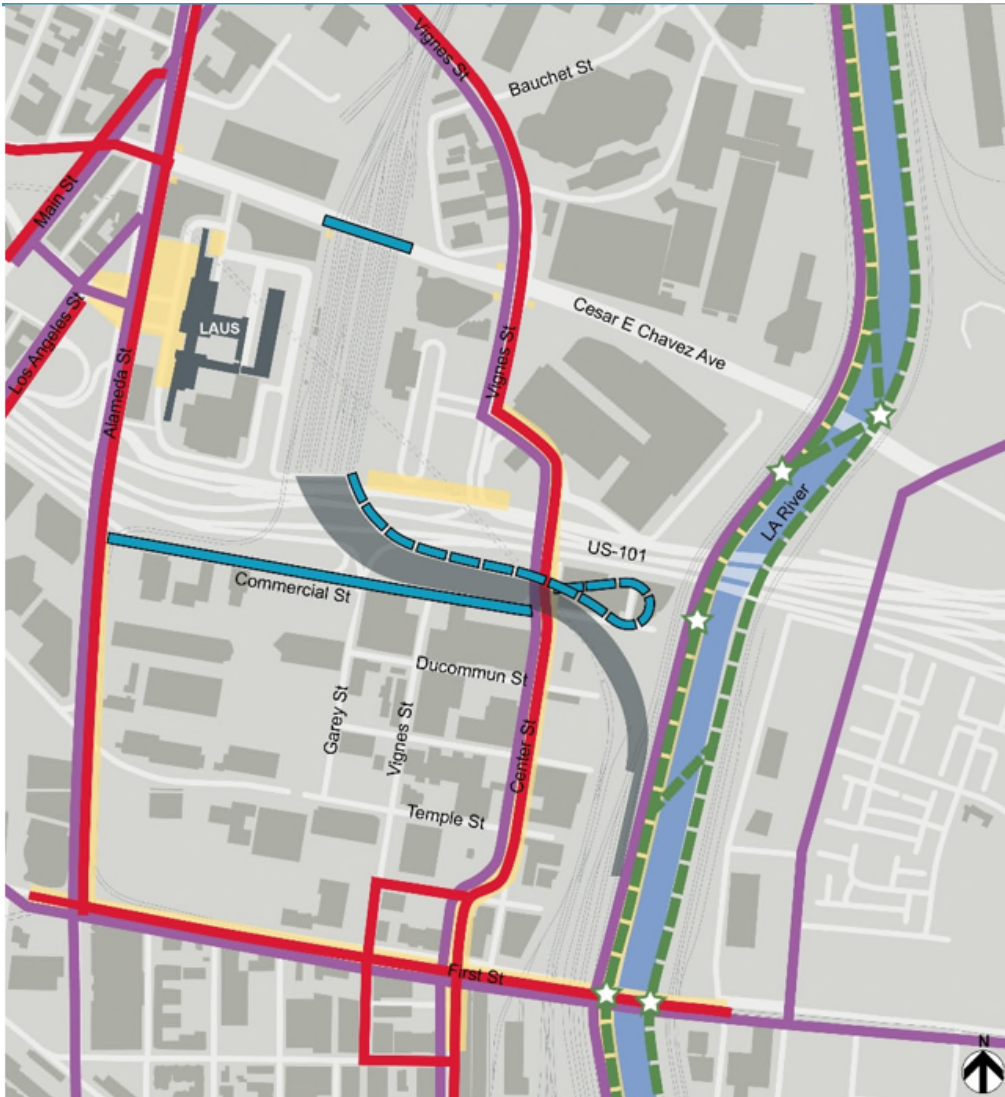 Vignes St
Bauchet St
Main St
LAUS
Cesar E Chavez Ave
Los Angeles St
Alameda St
Vignes St
LA River
US-101
Commercial St
Ducommun St
Garey St
Vignes St
Center St
Temple St
First St
N